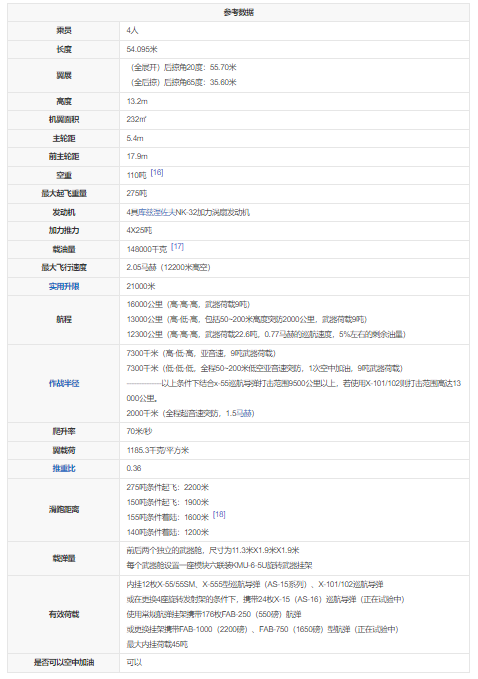 参考数据
乘员 4人
长度 54.095米
翼展 （全展开）后掠角20度：55.70米
（全后掠）后掠角65度：35.60米
高度 13.2m
机翼面积 232㎡
主轮距 5.4m
前主轮距 17.9m
空重 110吨 [16]
最大起飞重量 275吨
发动机 4具库兹涅佐夫NK-32加力涡扇发动机
加力推力 4X25吨
载油量 148000千克 [17]
最大飞行速度 2.05马赫（12200米高空）
实用升限 21000米
航程 16000公里（高-高-高，武器荷载9吨）
13000公里（高-低-高，包括50~200米高度突防2000公里，武器荷载9吨）
12300公里（高-高-高，武器荷载22.6吨，0.77马赫的巡航速度，5%左右的剩余油量）
作战半径 7300千米（高-低-高，亚音速，9吨武器荷载）
7300千米（低-低-低，全程50~200米低空亚音速突防，1次空中加油，9吨武器荷载）
————以上条件下结合x-55巡航导弹打击范围9500公里以上，若使用X-101/102则打击范围高达13
000公里。
2000千米（全程超音速突防，1.5马赫）
爬升率 70米/秒
翼载荷 1185.3千克/平方米
推重比 0.36
滑跑距离 275吨条件起飞：2200米
150吨条件起飞：1900米
155吨条件着陆：1600米 [18]
140吨条件着陆：1200米
载弹量 前后两个独立的武器舱，尺寸为11.3米X1.9米X1.9米
每个武器舱设置一座模块六联装KMU-6-5U旋转武器挂架
有效荷载 内挂12枚X-55/55SM、X-555型巡航导弹（AS-15系列）、X-101/102巡航导弹
或在更换4座旋转发射架的条件下，携带24枚X-15（AS-16）巡航导弹（正在试验中）
使用常规航弹挂架携带176枚FAB-250（550磅）航弹
或更换挂架携带FAB-1000（2200磅）、FAB-750（1650磅）型航弹（正在试验中）
最大内挂荷载45吨
是否可以空中加油 可以